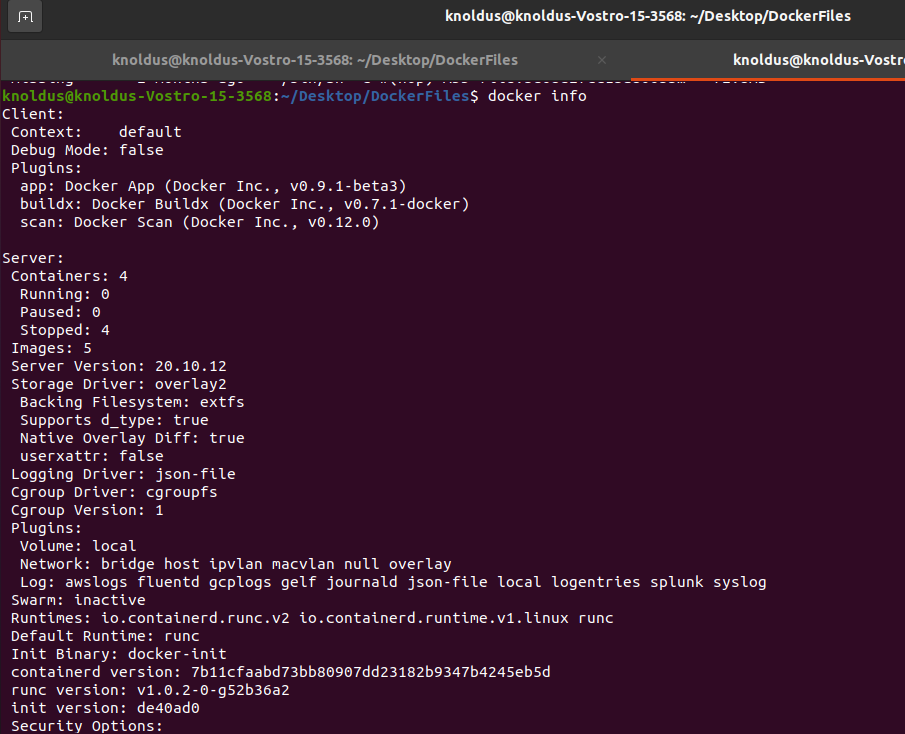 knoldus@knoldus-Vostro-15-3568: ~/Desktop/DockerFiles
knoldus@knoldus-Vostro-15-3568: ~/Desktop/DockerFiles × knoldus@knoldus-Vostro
knoldus@knoldus-Vostro-15-3568:~/Desktop/DockerFiles$ docker info
Client:
 Context:    default
 Debug Mode: false
 Plugins:
  app: Docker App (Docker Inc., v0.9.1-beta3)
  buildx: Docker Buildx (Docker Inc., v0.7.1-docker)
  scan: Docker Scan (Docker Inc., v0.12.0)

Server:
 Containers: 4
  Running: 0
  Paused: 0
  Stopped: 4
 Images: 5
 Server Version: 20.10.12
 Storage Driver: overlay2
  Backing Filesystem: extfs
  Supports d_type: true
  Native Overlay Diff: true
  userxattr: false
 Logging Driver: json-file
 Cgroup Driver: cgroupfs
 Cgroup Version: 1
 Plugins:
  Volume: local
  Network: bridge host ipvlan macvlan null overlay
  Log: awslogs fluentd gcplogs gelf journald json-file local logentries splunk syslog
 Swarm: inactive
 Runtimes: io.containerd.runc.v2 io.containerd.runtime.v1.linux runc
 Default Runtime: runc
 Init Binary: docker-init
 containerd version: 7b11cfaabd73bb80907dd23182b9347b4245eb5d
 runc version: v1.0.2-0-g52b36a2
 init version: de40ad0
 Security Options: